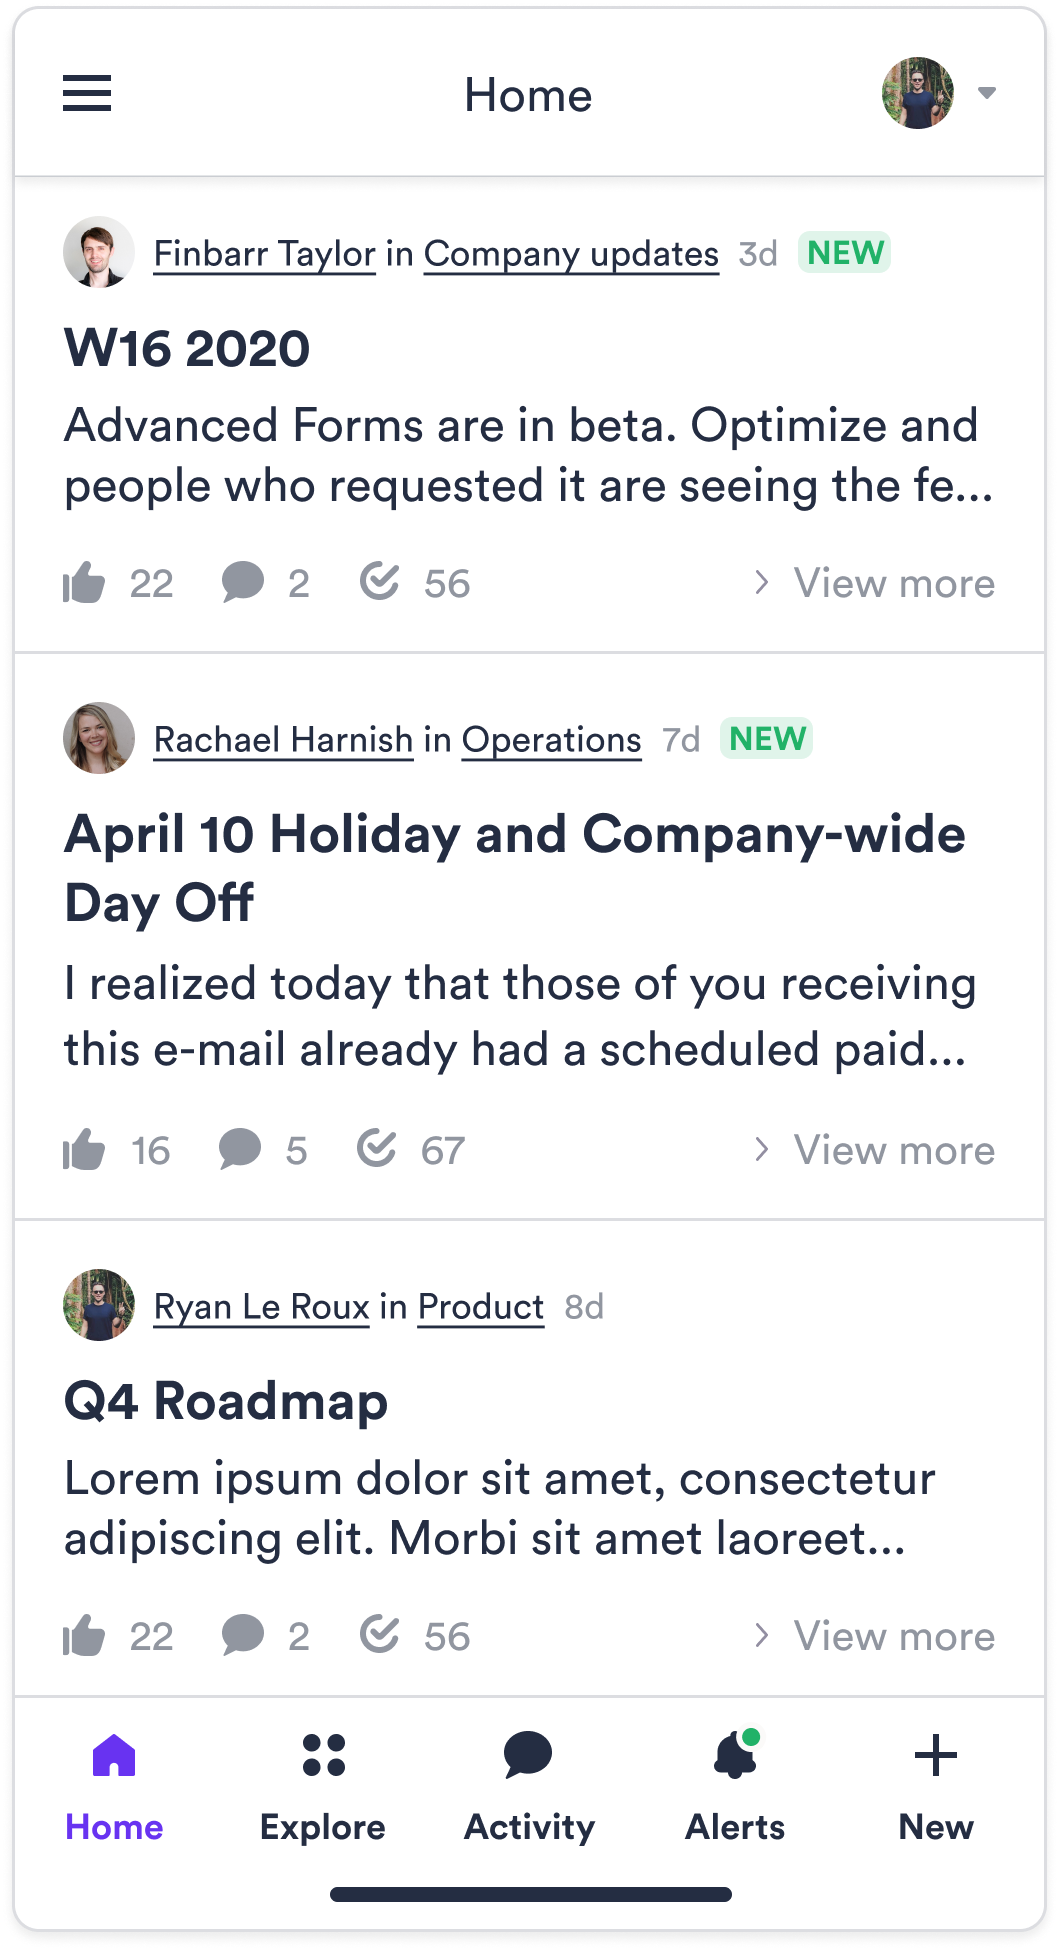 Home
Finbarr Taylor in Company updates 3d NEW
W16 2020
Advanced Forms are in beta. Optimize and
people who requested it are seeing the fe...
22 2 56 View more
Rachael Harnish in Operations 7d NEW
April 10 Holiday and Company-wide
Day Off
I realized today that those of you receiving
this e-mail already had a scheduled paid...
16 5 67 View more
Ryan Le Roux in Product 8d
Q4 Roadmap
Lorem ipsum dolor sit amet, consectetur
adipiscing elit. Morbi sit amet laoreet...
22 2 56 View more
Home Explore Activity Alerts New